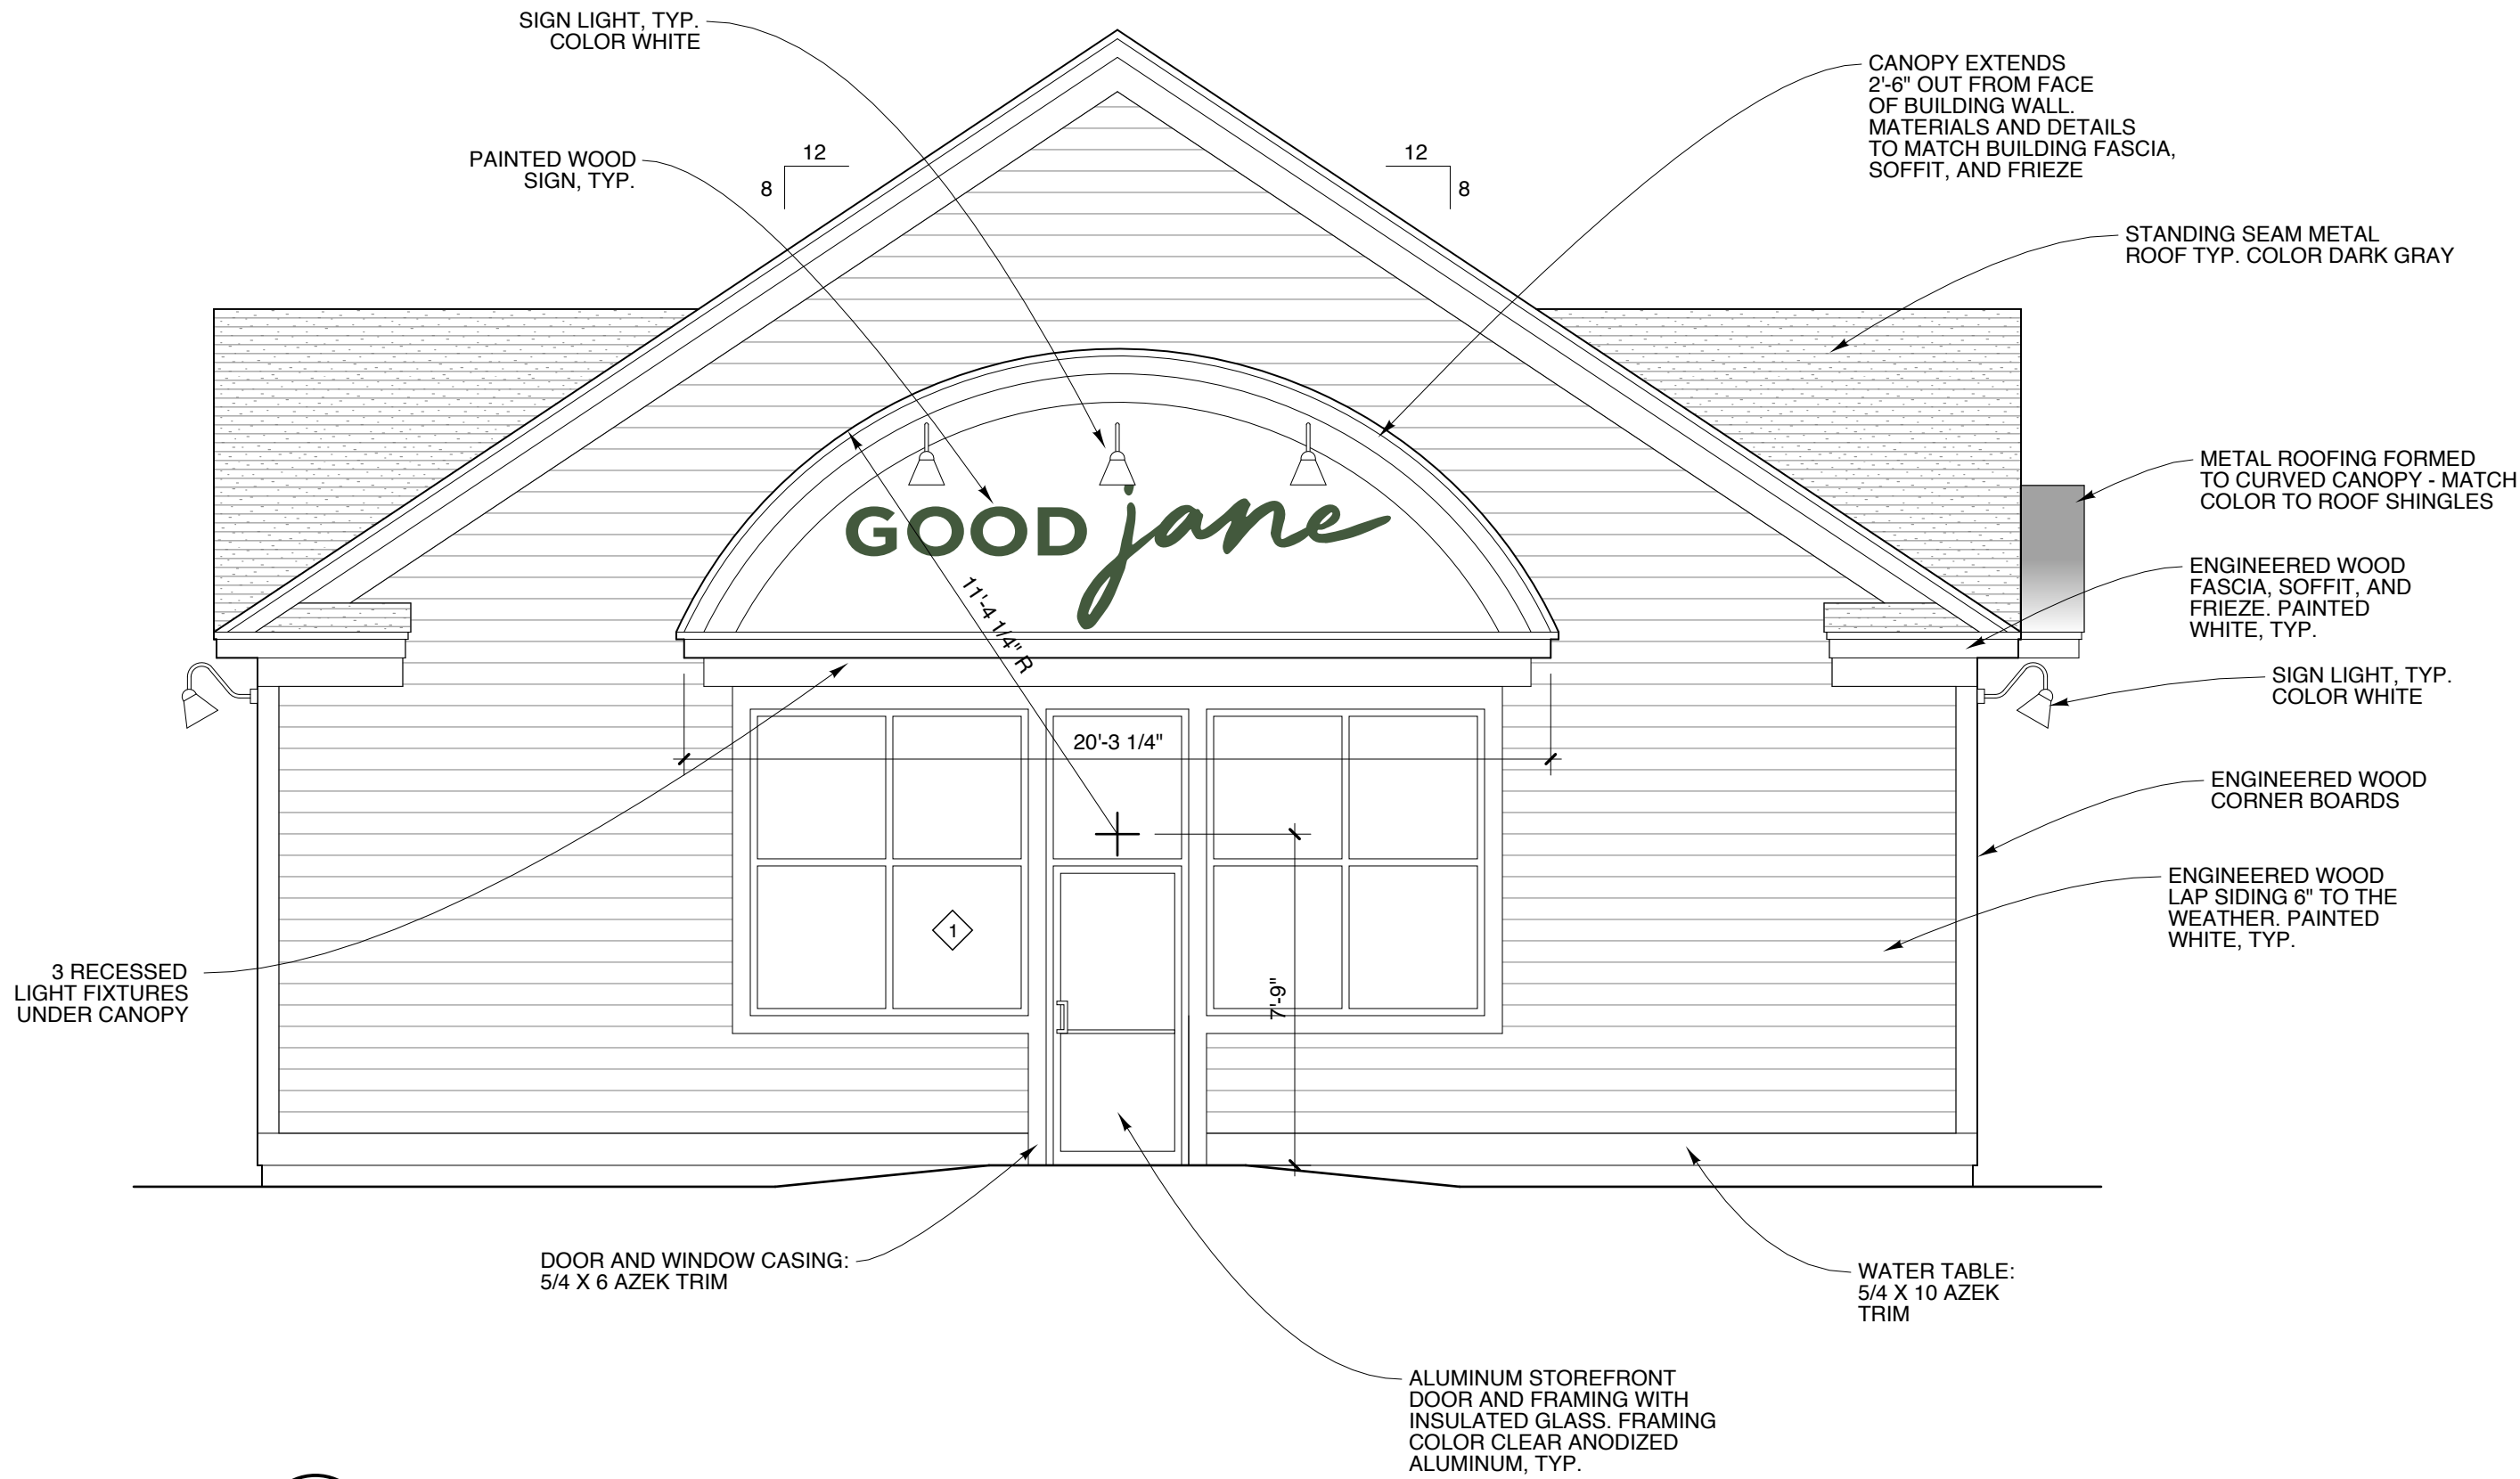 SIGN LIGHT, TYP.
COLOR WHITE
CANOPY EXTENDS
2'-6" OUT FROM FACE
OF BUILDING WALL.
MATERIALS AND DETAILS
TO MATCH BUILDING FASCIA,
SOFFIT, AND FRIEZE
PAINTED WOOD
SIGN, TYP.
12
8
12
8
STANDING SEAM METAL
ROOF TYP. COLOR DARK GRAY
METAL ROOFING FORMED
TO CURVED CANOPY - MATCH
COLOR TO ROOF SHINGLES
GOOD jane
11'-4 1/4" R
ENGINEERED WOOD
FASCIA, SOFFIT, AND
FRIEZE. PAINTED
WHITE, TYP.
SIGN LIGHT, TYP.
COLOR WHITE
20'-3 1/4"
ENGINEERED WOOD
CORNER BOARDS
ENGINEERED WOOD
LAP SIDING 6" TO THE
WEATHER. PAINTED
WHITE, TYP.
1
7'-9"
3 RECESSED
LIGHT FIXTURES
UNDER CANOPY
DOOR AND WINDOW CASING:
5/4 X 6 AZEK TRIM
WATER TABLE:
5/4 X 10 AZEK
TRIM
ALUMINUM STOREFRONT
DOOR AND FRAMING WITH
INSULATED GLASS. FRAMING
COLOR CLEAR ANODIZED
ALUMINUM, TYP.